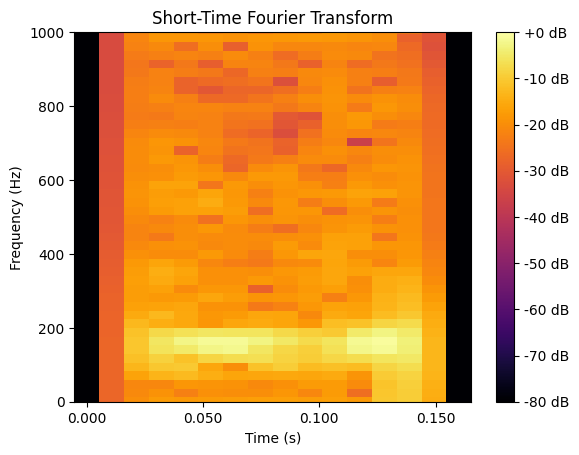 Short-Time Fourier Transform
1000
800
600
400
200
0
Frequency (Hz)
0.000
0.050
0.100
0.150
Time (s)
+0 dB
-10 dB
-20 dB
-30 dB
-40 dB
-50 dB
-60 dB
-70 dB
-80 dB